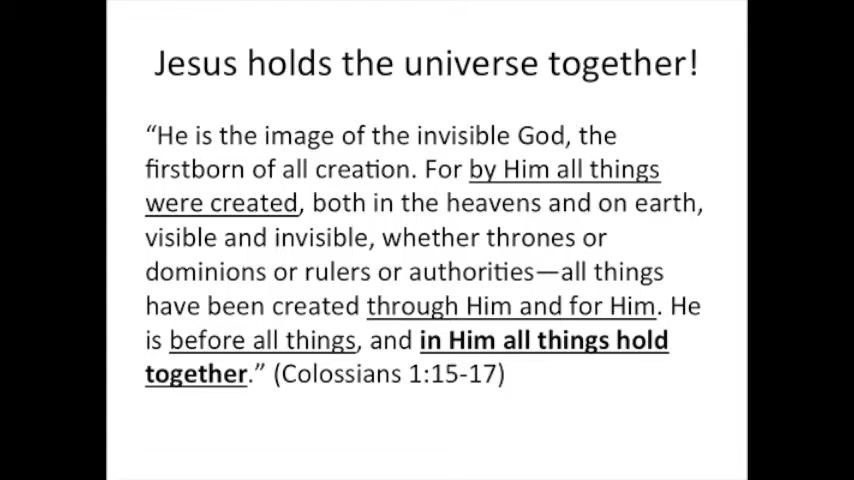 Jesus holds the universe together!
“He is the image of the invisible God, the
firstborn of all creation. For by Him all things
were created, both in the heavens and on earth,
visible and invisible, whether thrones or
dominions or rulers or authorities—all things
have been created through Him and for Him. He
is before all things, and in Him all things hold
together.” (Colossians 1:15-17)